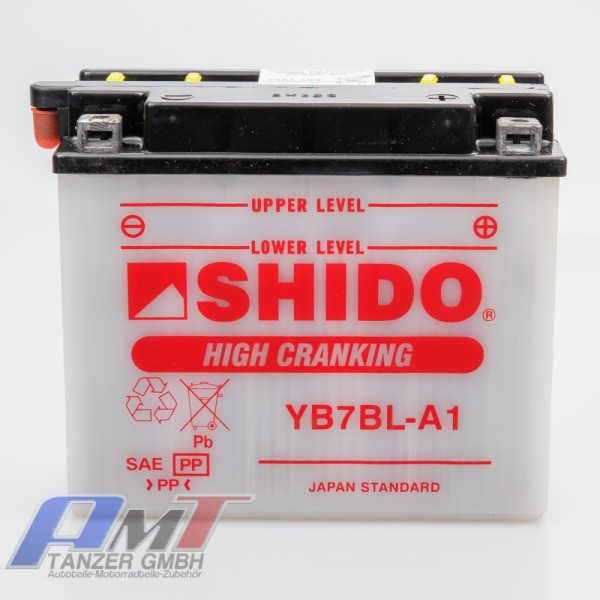 UPPER LEVEL
LOWER LEVEL
SHIDO®
HIGH CRANKING
YB7BL-A1
Pb
SAE PP
>PP<
JAPAN STANDARD
AMT
TANZER GMBH
Autoteile-Motorradteile-Zubehör